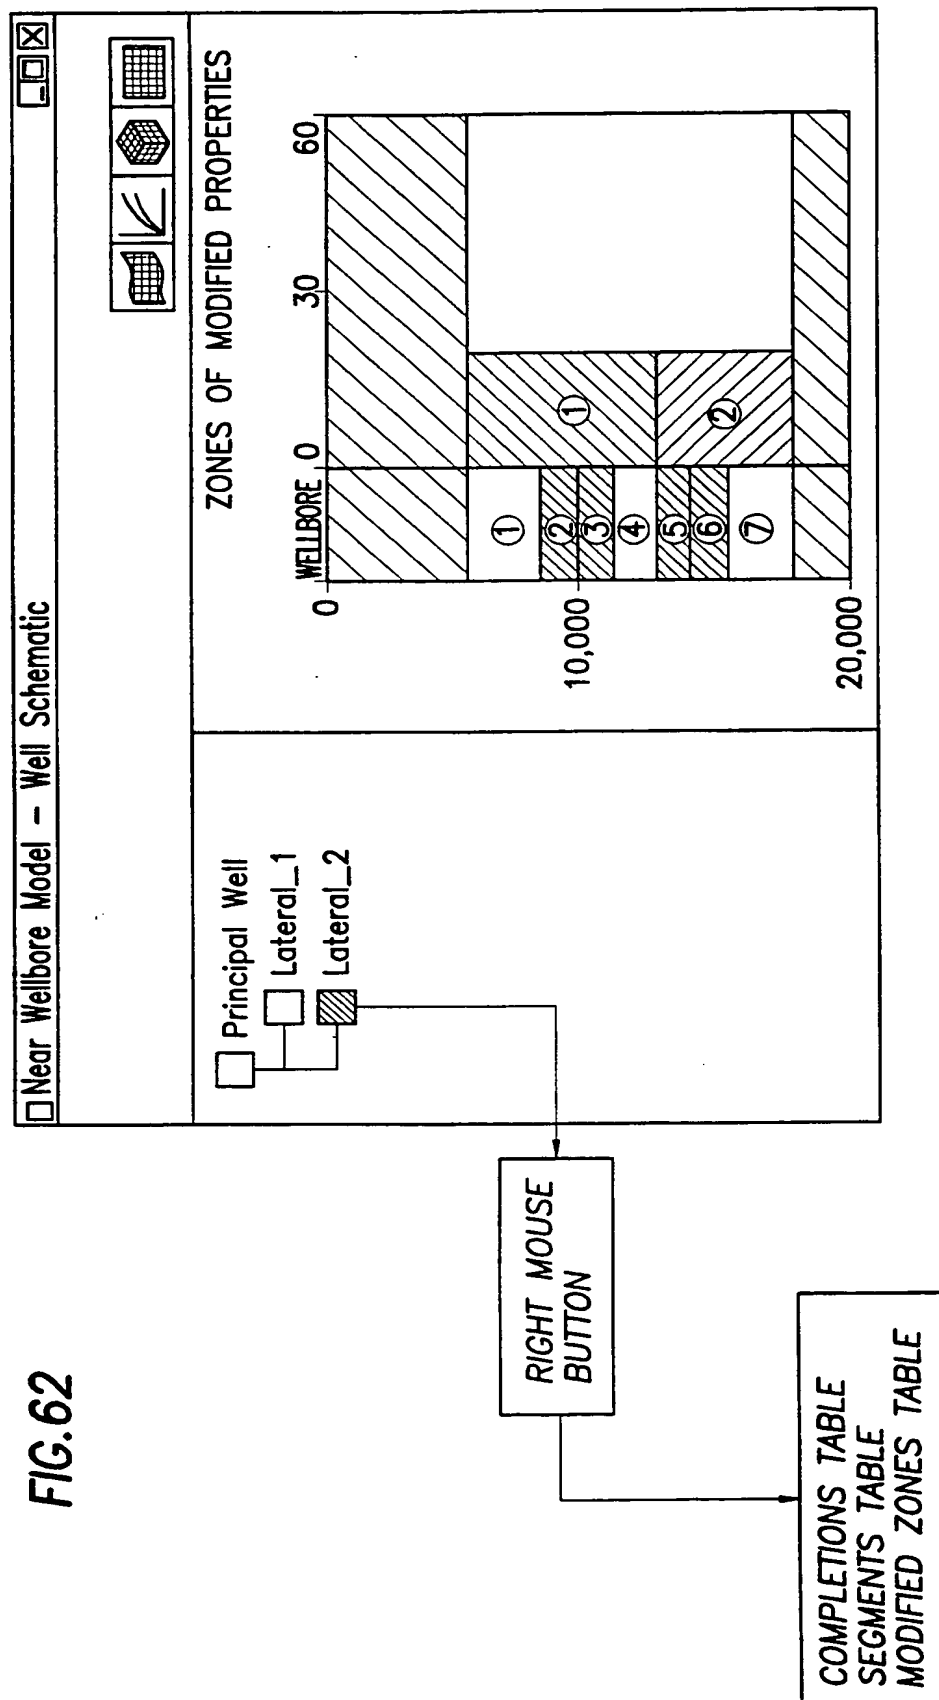 FIG.62
Near Wellbore Model – Well Schematic
Principal Well
Lateral_1
Lateral_2
ZONES OF MODIFIED PROPERTIES
WELLBORE 0 30 60
0
10,000
20,000
① ② ③ ④ ⑤ ⑥ ⑦
① ②
RIGHT MOUSE
BUTTON
COMPLETIONS TABLE
SEGMENTS TABLE
MODIFIED ZONES TABLE